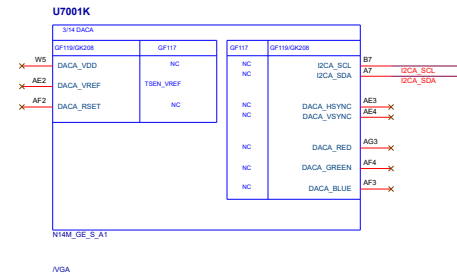 U7001K
3/14 DACA
GF119/GK208 GF117 GF117 GF119/GK208
W5 DACA_VDD NC NC I2CA_SCL B7 I2CA_SCL
NC I2CA_SDA A7 I2CA_SDA
AE2 DACA_VREF TSEN_VREF
AF2 DACA_RSET NC NC DACA_HSYNC AE3
NC DACA_VSYNC AE4
NC DACA_RED AG3
NC DACA_GREEN AF4
NC DACA_BLUE AF3
N14M_GE_S_A1
/VGA